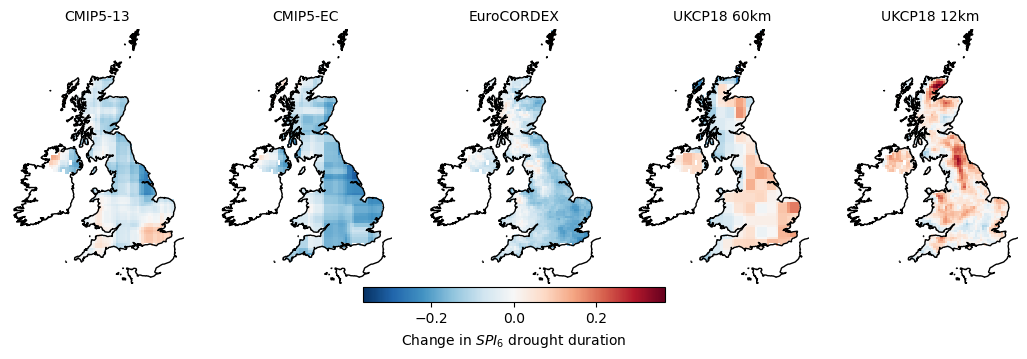 CMIP5-13 CMIP5-EC EuroCORDEX UKCP18 60km UKCP18 12km
−0.2 0.0 0.2
Change in SPI₆ drought duration